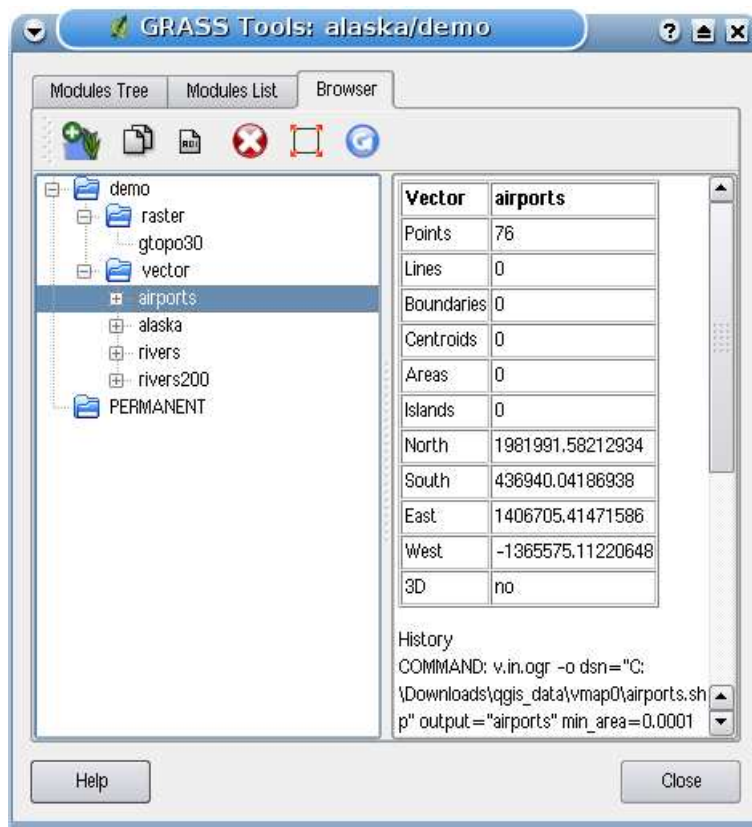 GRASS Tools: alaska/demo
Modules Tree
Modules List
Browser
demo
raster
gtopo30
vector
airports
alaska
rivers
rivers200
PERMANENT
Vector airports
Points 76
Lines 0
Boundaries 0
Centroids 0
Areas 0
Islands 0
North 1981991.58212934
South 436940.04186938
East 1406705.41471586
West -1365575.11220648
3D no
History
COMMAND: v.in.ogr -o dsn="C:
\Downloads\qgis_data\vmap0\airports.sh
p" output="airports" min_area=0.0001
Help
Close